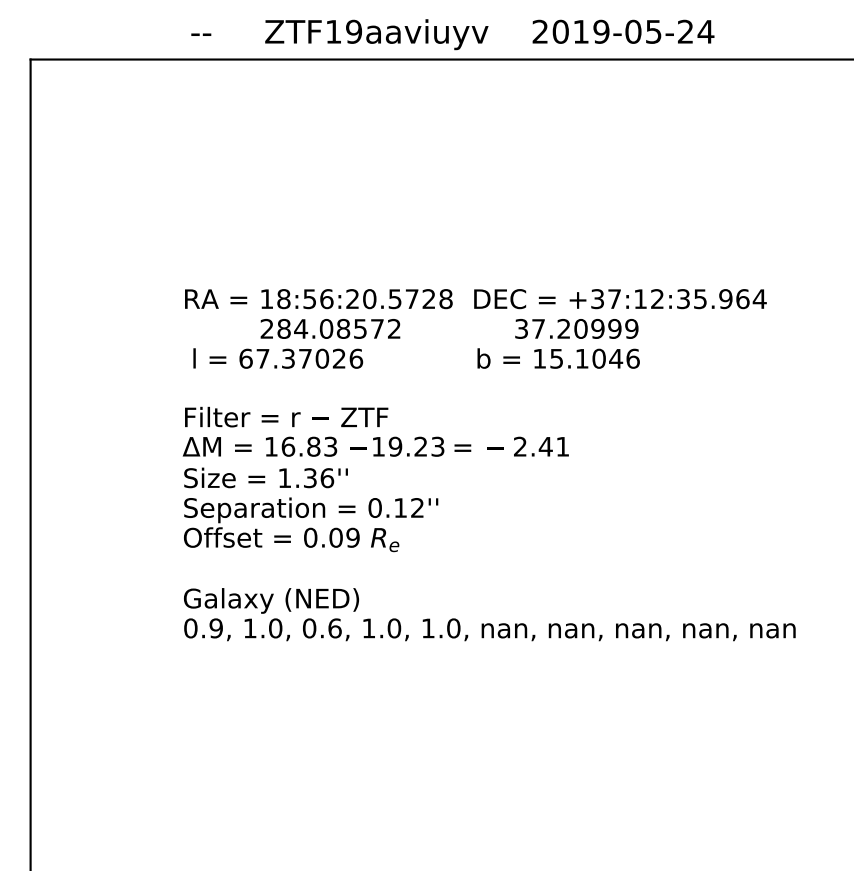 -- ZTF19aaviuyv 2019-05-24
RA = 18:56:20.5728 DEC = +37:12:35.964
284.08572 37.20999
l = 67.37026 b = 15.1046
Filter = r − ZTF
ΔM = 16.83 −19.23 = − 2.41
Size = 1.36''
Separation = 0.12''
Offset = 0.09 Rₑ
Galaxy (NED)
0.9, 1.0, 0.6, 1.0, 1.0, nan, nan, nan, nan, nan